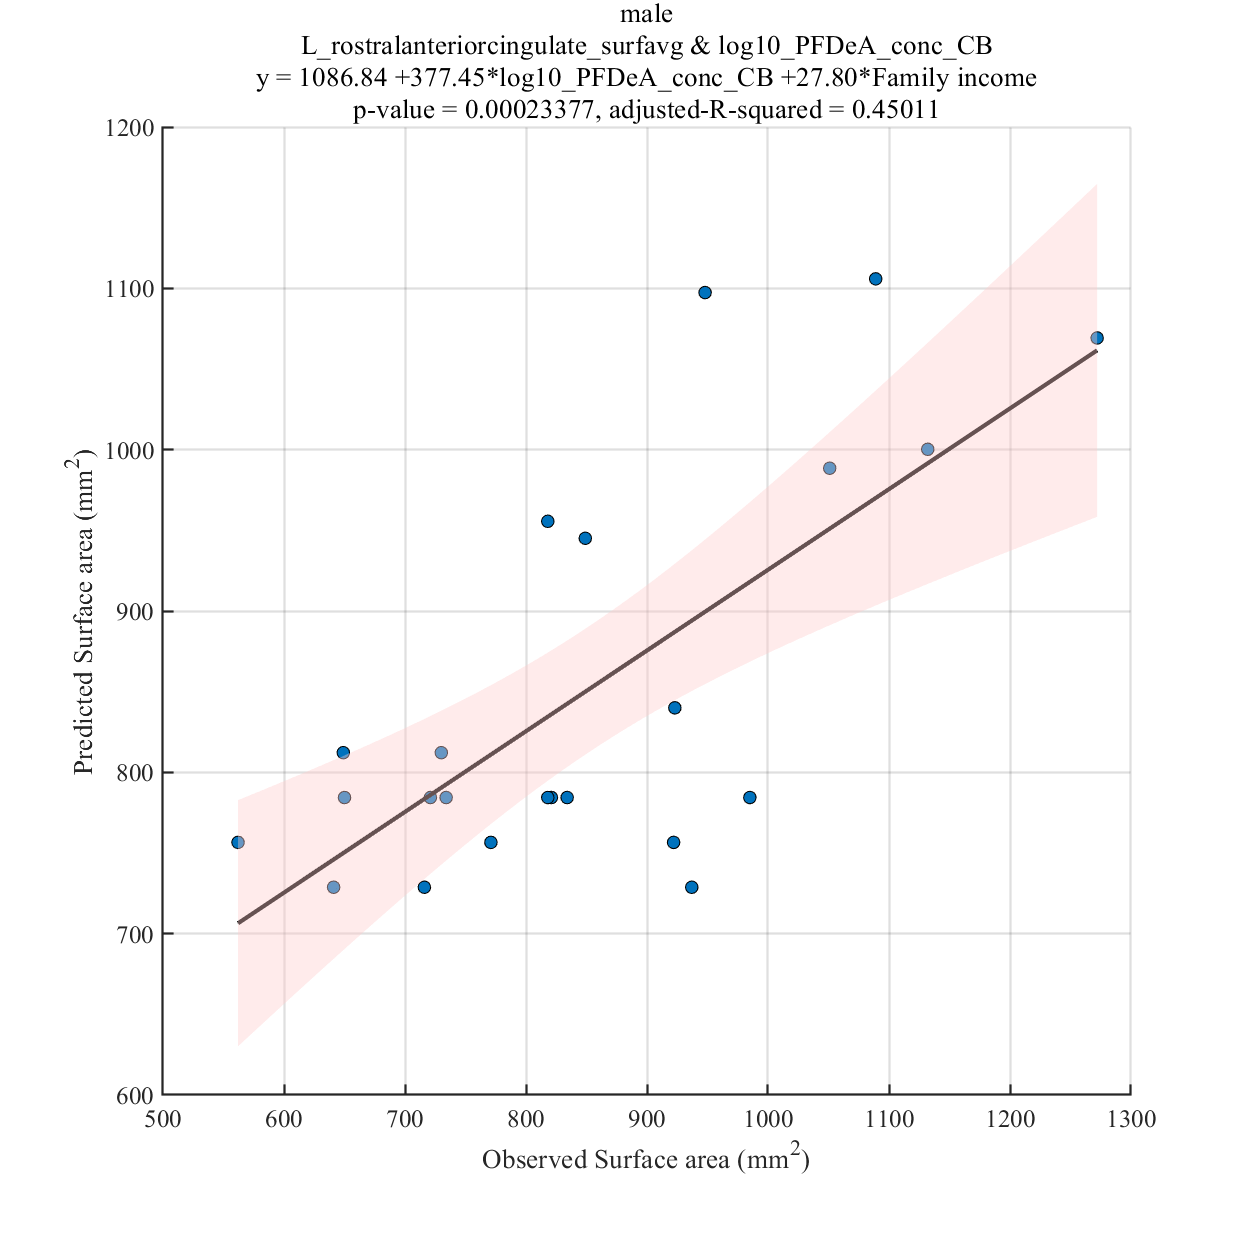 male
L_rostralanteriorcingulate_surfavg & log10_PFDeA_conc_CB
y = 1086.84 +377.45*log10_PFDeA_conc_CB +27.80*Family income
p-value = 0.00023377, adjusted-R-squared = 0.45011
1200
1100
1000
900
800
700
600
Predicted Surface area (mm²)
500 600 700 800 900 1000 1100 1200 1300
Observed Surface area (mm²)